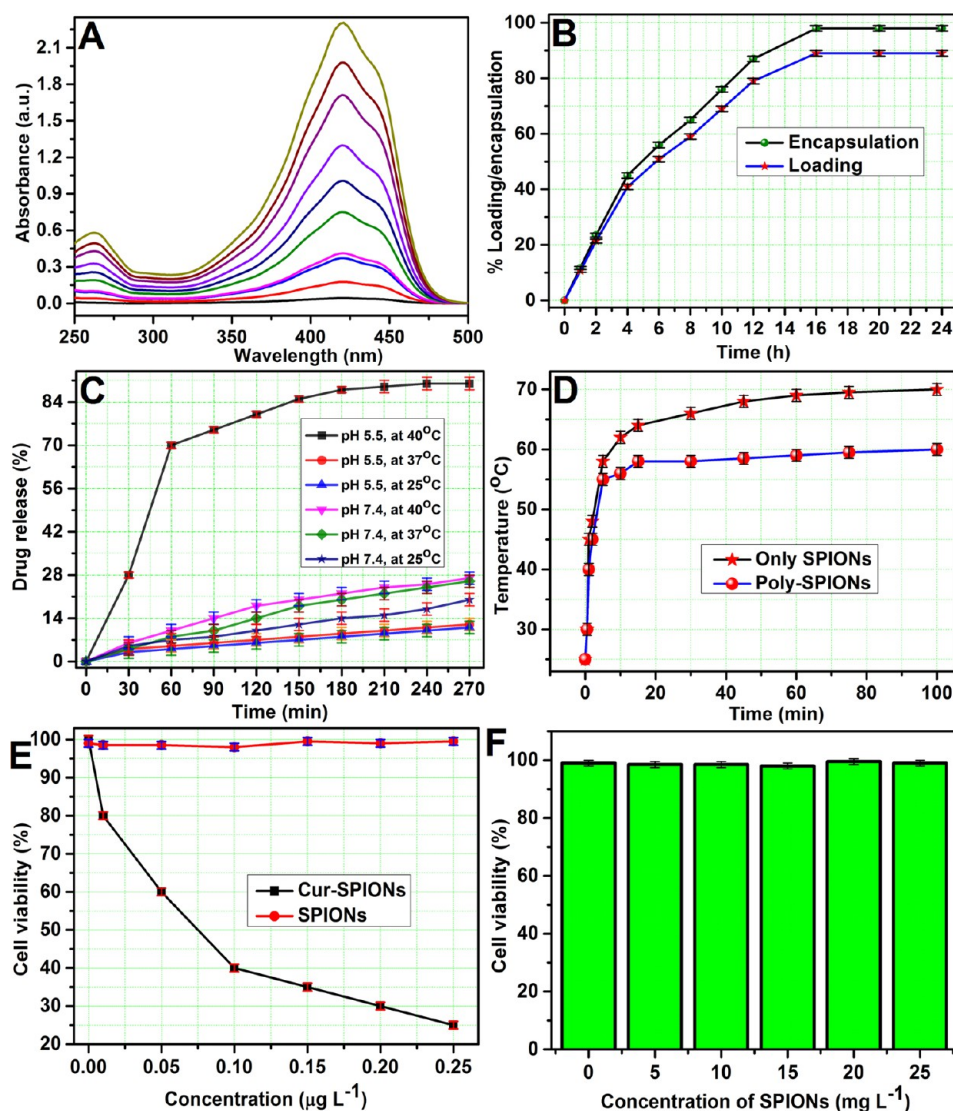 A
Absorbance (a.u.)
2.1
1.8
1.5
1.2
0.9
0.6
0.3
0.0
250 300 350 400 450 500
Wavelength (nm)
B
% Loading/encapsulation
100
80
60
40
20
0
Encapsulation
Loading
0 2 4 6 8 10 12 14 16 18 20 22 24
Time (h)
C
Drug release (%)
84
70
56
42
28
14
0
pH 5.5, at 40°C
pH 5.5, at 37°C
pH 5.5, at 25°C
pH 7.4, at 40°C
pH 7.4, at 37°C
pH 7.4, at 25°C
0 30 60 90 120 150 180 210 240 270
Time (min)
D
Temperature (°C)
70
60
50
40
30
Only SPIONs
Poly-SPIONs
0 20 40 60 80 100
Time (min)
E
Cell viability (%)
100
90
80
70
60
50
40
30
20
Cur-SPIONs
SPIONs
0.00 0.05 0.10 0.15 0.20 0.25
Concentration (µg L⁻¹)
F
Cell viability (%)
100
80
60
40
20
0
0 5 10 15 20 25
Concentration of SPIONs (mg L⁻¹)